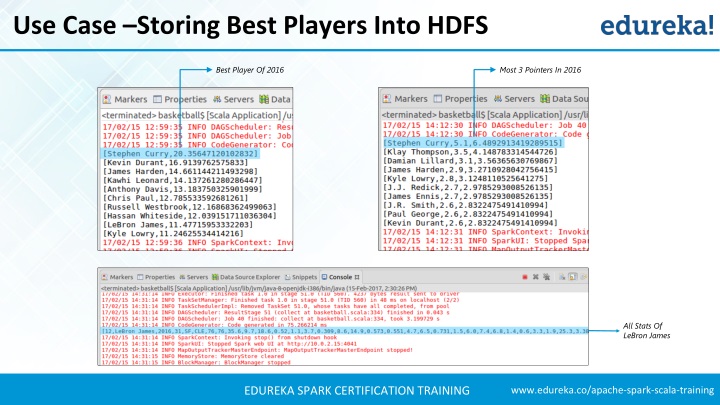 Use Case –Storing Best Players Into HDFS
edureka!
Best Player Of 2016
Most 3 Pointers In 2016
Markers Properties Servers Data
<terminated> basketball$ [Scala Application] /us
17/02/15 12:59:35 INFO DAGScheduler: Resu
17/02/15 12:59:35 INFO DAGScheduler: Job
17/02/15 12:59:35 INFO CodeGenerator: Co
[Stephen Curry,20.35647120102832]
[Kevin Durant,16.9139762575833]
[James Harden,14.6611442114932​98]
[Kawhi Leonard,14.137261280286447]
[Anthony Davis,13.183750325901999]
[Chris Paul,12.785533592681261]
[Russell Westbrook,12.16868362499063]
[Hassan Whiteside,12.039151711036304]
[LeBron James,11.47715953332203]
[Kyle Lowry,11.24625534414216]
17/02/15 12:59:36 INFO SparkContext: Inv
Markers Properties Servers Data Sou
<terminated> basketball$ [Scala Application] /usr/li
17/02/15 14:12:30 INFO DAGScheduler: Job 40
17/02/15 14:12:30 INFO CodeGenerator: Code
[Stephen Curry,5.1,6.4892913419289515]
[Klay Thompson,3.5,4.148783314544726]
[Damian Lillard,3.1,3.56365630769867]
[James Harden,2.9,3.2710928042756415]
[Kyle Lowry,2.8,3.1248110525641275]
[J.J. Redick,2.7,2.9785293008526135]
[James Ennis,2.7,2.9785293008526135]
[J.R. Smith,2.6,2.8322475491410994]
[Paul George,2.6,2.8322475491410994]
[Kevin Durant,2.6,2.8322475491410994]
17/02/15 14:12:31 INFO SparkContext: Invokin
17/02/15 14:12:31 INFO SparkUI: Stopped Spar
17/02/15 14:12:31 INFO MapOutputTrackerMast
Markers Properties Servers Data Source Explorer Snippets Console
<terminated> basketball$ [Scala Application] /usr/lib/jvm/java-8-openjdk-i386/bin/java (15-Feb-2017, 2:30:26 PM)
17/02/15 14:31:14 INFO TaskSetManager: Finished task 1.0 in stage 51.0 (TID 560) in 48 ms on localhost (2/2)
17/02/15 14:31:14 INFO TaskSchedulerImpl: Removed TaskSet 51.0, whose tasks have all completed, from pool
17/02/15 14:31:14 INFO DAGScheduler: ResultStage 51 (collect at basketball.scala:334) finished in 0.043 s
17/02/15 14:31:14 INFO DAGScheduler: Job 40 finished: collect at basketball.scala:334, took 3.199729 s
17/02/15 14:31:14 INFO CodeGenerator: Code generated in 75.266214 ms
[12,LeBron James,2016,31,SF,CLE,76,76,35.6,9.7,18.6,0.52,1.1,3.7,0.309,8.6,14.9,0.573,0.551,4.7,6.5,0.731,1.5,6.0,7.4,6.8,1.4,0.6,3.3,1.9,25.3,3.30
17/02/15 14:31:14 INFO SparkContext: Invoking stop() from shutdown hook
17/02/15 14:31:14 INFO SparkUI: Stopped Spark web UI at http://10.0.2.15:4041
17/02/15 14:31:14 INFO MapOutputTrackerMasterEndpoint: MapOutputTrackerMasterEndpoint stopped!
17/02/15 14:31:15 INFO MemoryStore: MemoryStore cleared
17/02/15 14:31:15 INFO BlockManager: BlockManager stopped
All Stats Of
LeBron James
EDUREKA SPARK CERTIFICATION TRAINING
www.edureka.co/apache-spark-scala-training